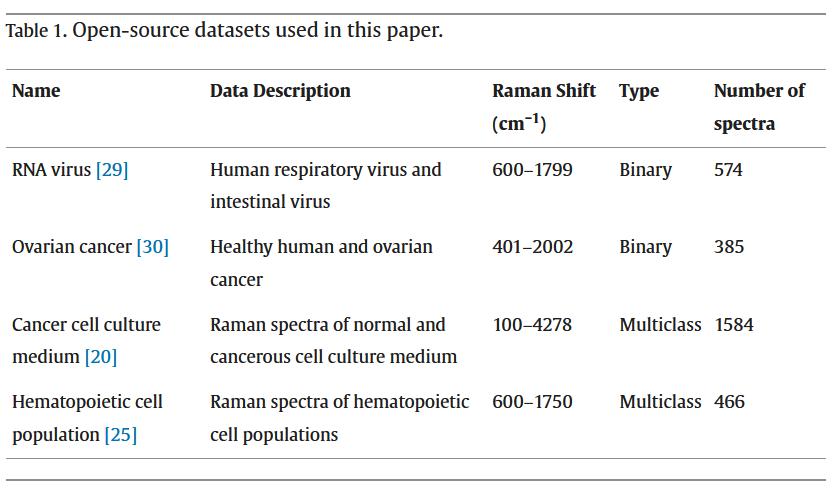 Table 1. Open-source datasets used in this paper.
Name Data Description Raman Shift Type Number of
(cm⁻¹) spectra
RNA virus [29] Human respiratory virus and 600–1799 Binary 574
intestinal virus
Ovarian cancer [30] Healthy human and ovarian 401–2002 Binary 385
cancer
Cancer cell culture Raman spectra of normal and 100–4278 Multiclass 1584
medium [20] cancerous cell culture medium
Hematopoietic cell Raman spectra of hematopoietic 600–1750 Multiclass 466
population [25] cell populations